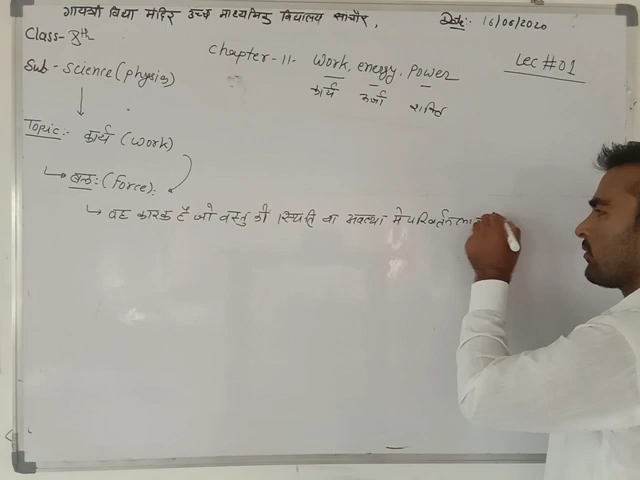 गायत्री विद्या मंदिर उच्च माध्यमिक विद्यालय सांचौर.
Date:- 16/06/2020
Class- 8th
Chapter-11- Work, energy, Power
Lec #01
Sub- Science (physics)
कार्य ऊर्जा शक्ति
Topic:- कार्य (work)
बल: (Force):
वह कारक है जो वस्तु की स्थिति वा अवस्था मे परिवर्तन